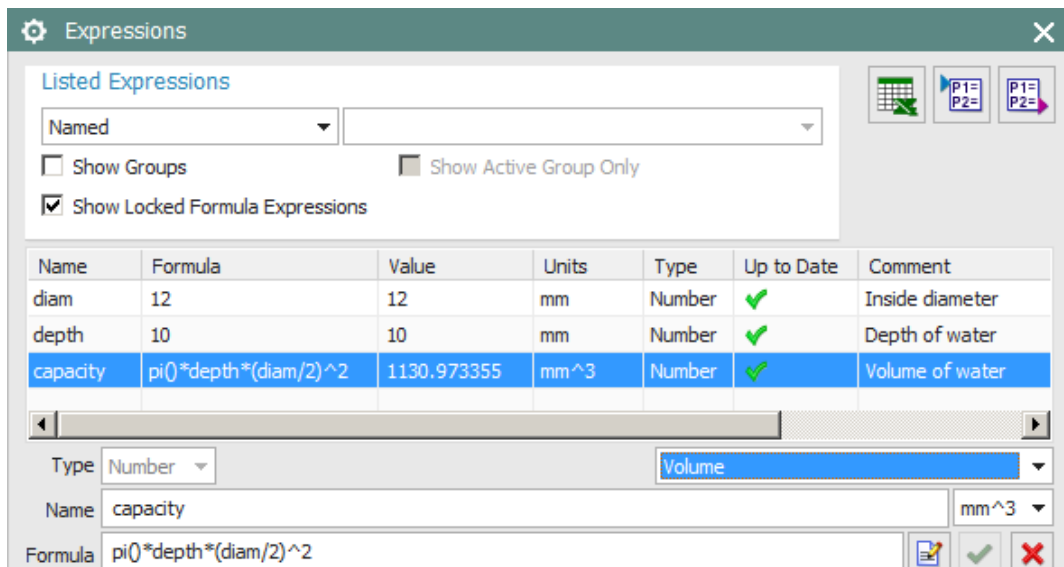 Expressions
Listed Expressions
Named
Show Groups Show Active Group Only
Show Locked Formula Expressions
P1= P1=
P2= P2=
Name Formula Value Units Type Up to Date Comment
diam 12 12 mm Number Inside diameter
depth 10 10 mm Number Depth of water
capacity pi()*depth*(diam/2)^2 1130.973355 mm^3 Number Volume of water
Type Number Volume
Name capacity mm^3
Formula pi()*depth*(diam/2)^2